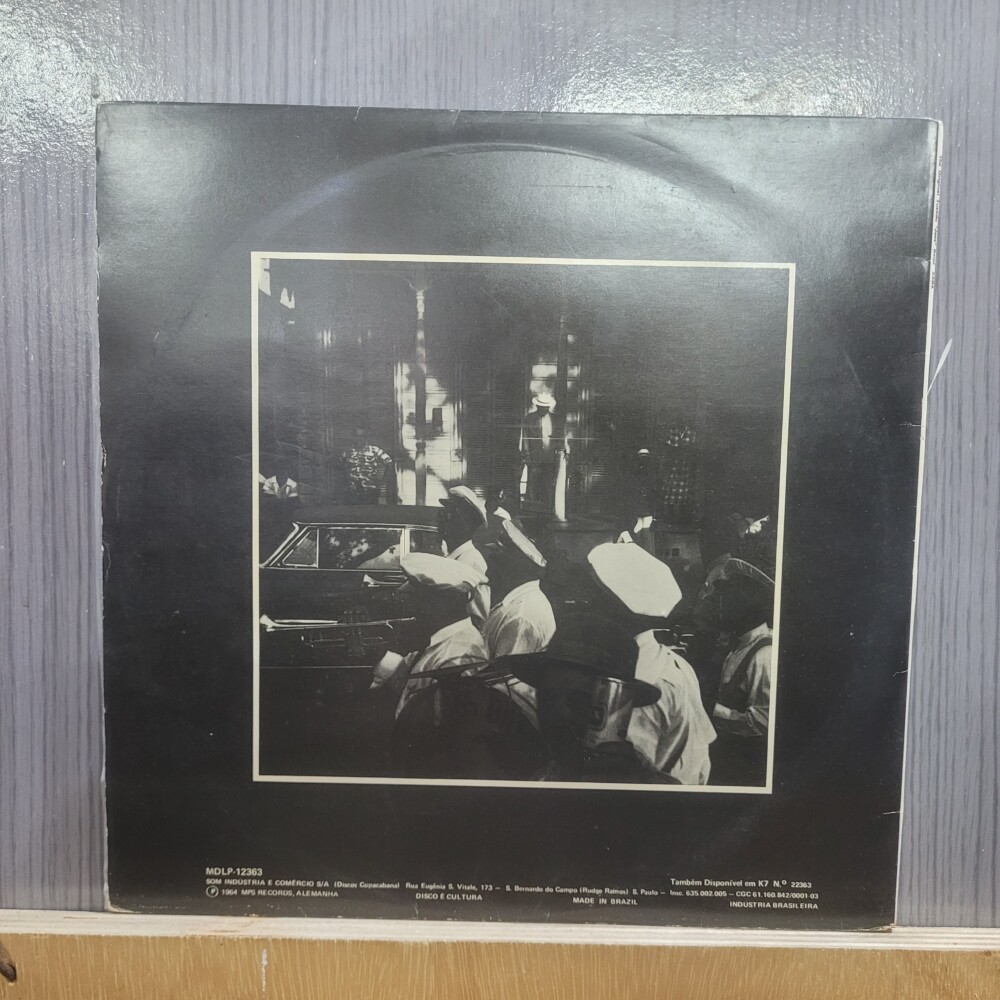 MDLP-12363
SOM INDÚSTRIA E COMÉRCIO S/A (Discos Copacabana) Rua Eugênia S. Vitale, 173 – S. Bernardo do Campo (Rudge Ramos) S. Paulo – Insc. 635.002.005 – CGC 61.160.842/0001-03
Ⓟ 1964 MPS RECORDS, ALEMANHA
DISCO É CULTURA
MADE IN BRAZIL
Também Disponível em K7 N.º 22363
INDÚSTRIA BRASILEIRA